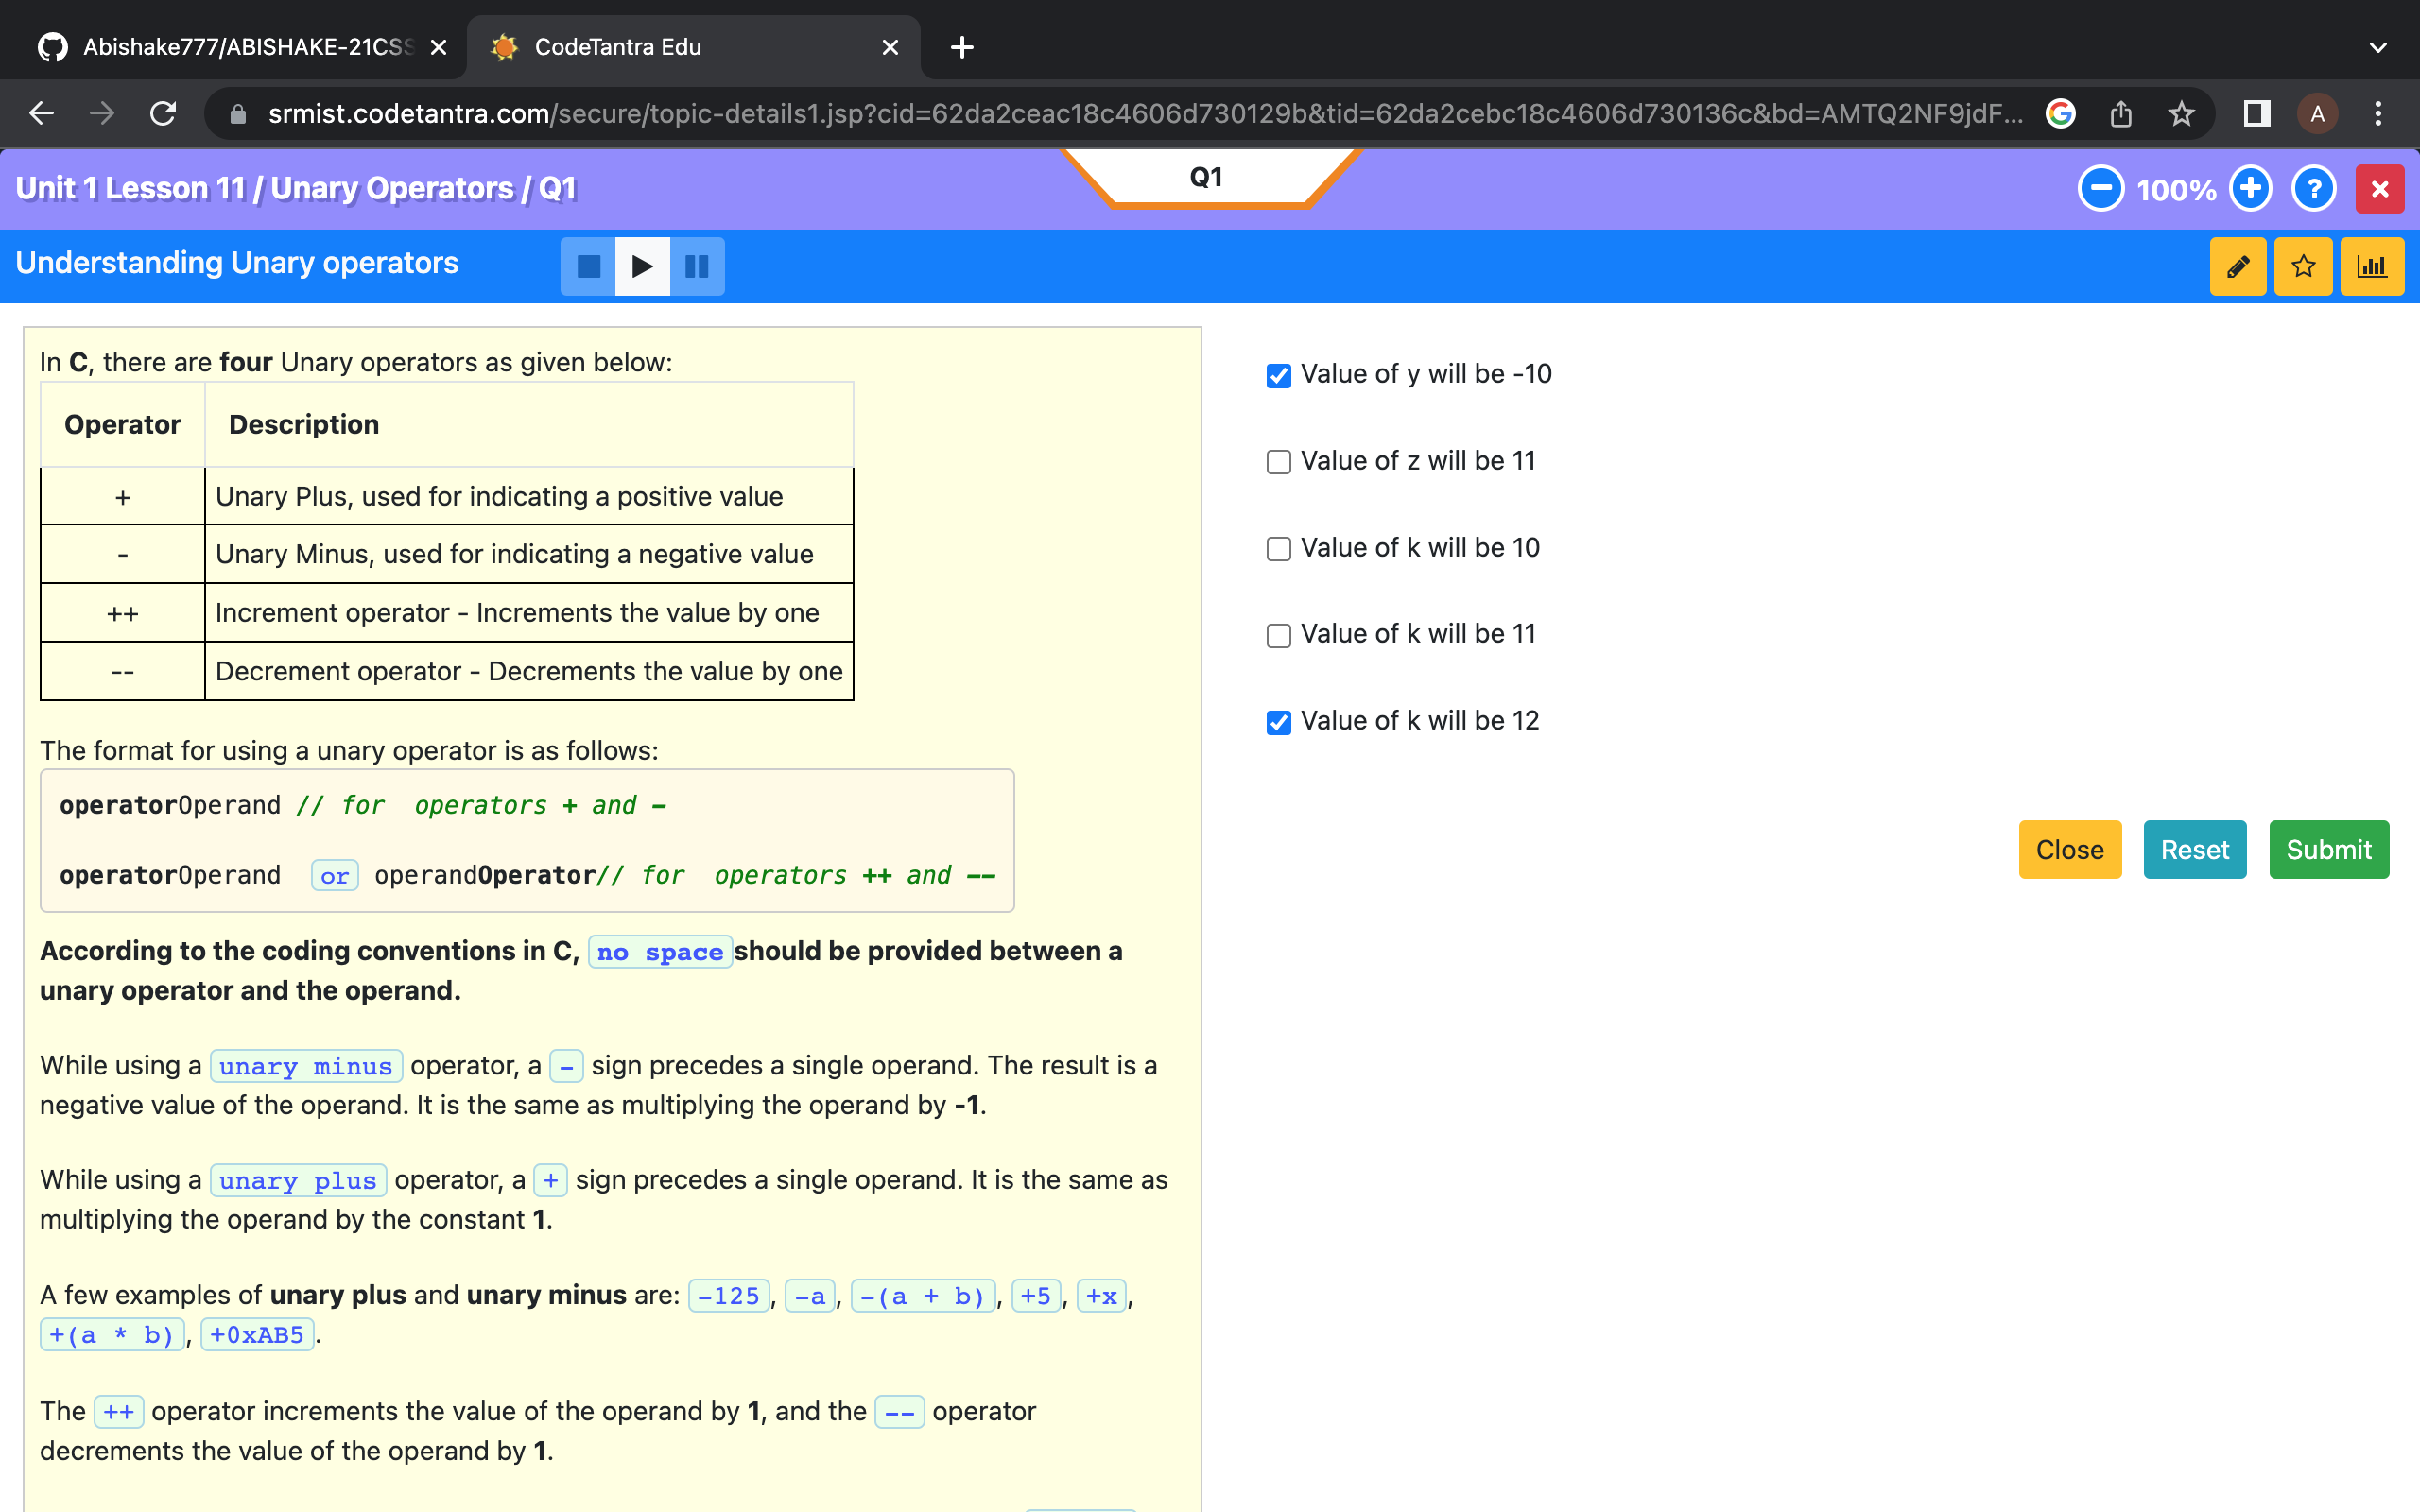 Abishake777/ABISHAKE-21CSS
CodeTantra Edu
srmist.codetantra.com/secure/topic-details1.jsp?cid=62da2ceac18c4606d730129b&tid=62da2cebc18c4606d730136c&bd=AMTQ2NF9jdF...
A
Unit 1 Lesson 11 / Unary Operators / Q1
Q1
100%
?
Understanding Unary operators
In C, there are four Unary operators as given below:
Operator Description
+ Unary Plus, used for indicating a positive value
- Unary Minus, used for indicating a negative value
++ Increment operator - Increments the value by one
-- Decrement operator - Decrements the value by one
The format for using a unary operator is as follows:
operatorOperand // for operators + and -
operatorOperand or operandOperator// for operators ++ and --
According to the coding conventions in C, no space should be provided between a
unary operator and the operand.
While using a unary minus operator, a - sign precedes a single operand. The result is a
negative value of the operand. It is the same as multiplying the operand by -1.
While using a unary plus operator, a + sign precedes a single operand. It is the same as
multiplying the operand by the constant 1.
A few examples of unary plus and unary minus are: -125, -a, -(a + b), +5, +x,
+(a * b), +0xAB5.
The ++ operator increments the value of the operand by 1, and the -- operator
decrements the value of the operand by 1.
Value of y will be -10
Value of z will be 11
Value of k will be 10
Value of k will be 11
Value of k will be 12
Close Reset Submit